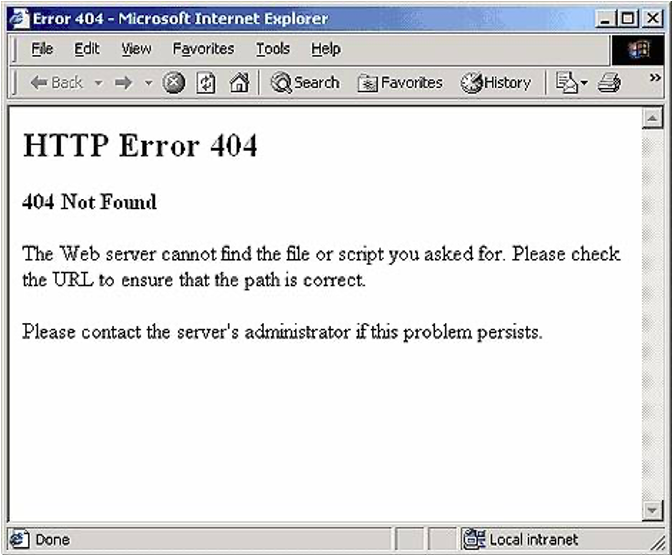 Error 404 - Microsoft Internet Explorer
File Edit View Favorites Tools Help
Back Search Favorites History »
HTTP Error 404
404 Not Found
The Web server cannot find the file or script you asked for. Please check
the URL to ensure that the path is correct.
Please contact the server's administrator if this problem persists.
Done Local intranet